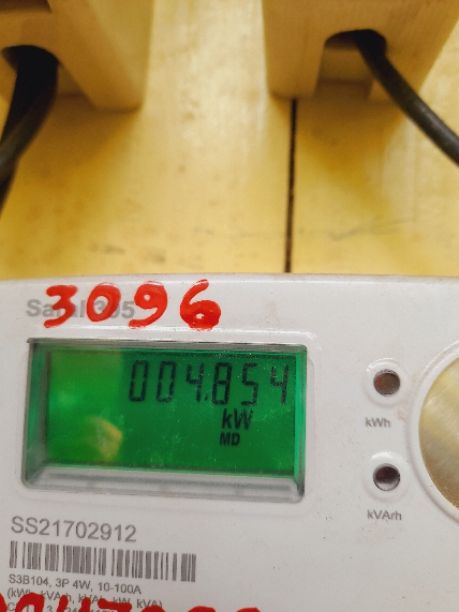 3096
004.854
kW
MD
kWh
kVArh
SS21702912
S3B104, 3P 4W, 10-100A